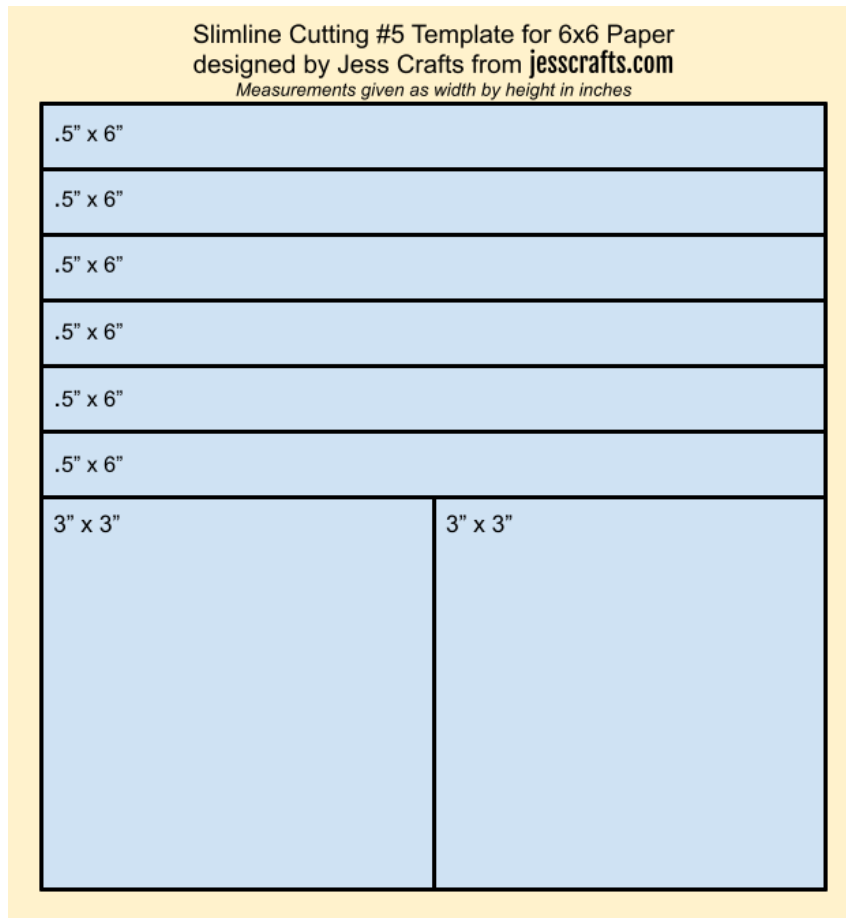 Slimline Cutting #5 Template for 6x6 Paper
designed by Jess Crafts from jesscrafts.com
Measurements given as width by height in inches
.5” x 6”
.5” x 6”
.5” x 6”
.5” x 6”
.5” x 6”
.5” x 6”
3” x 3” 3” x 3”